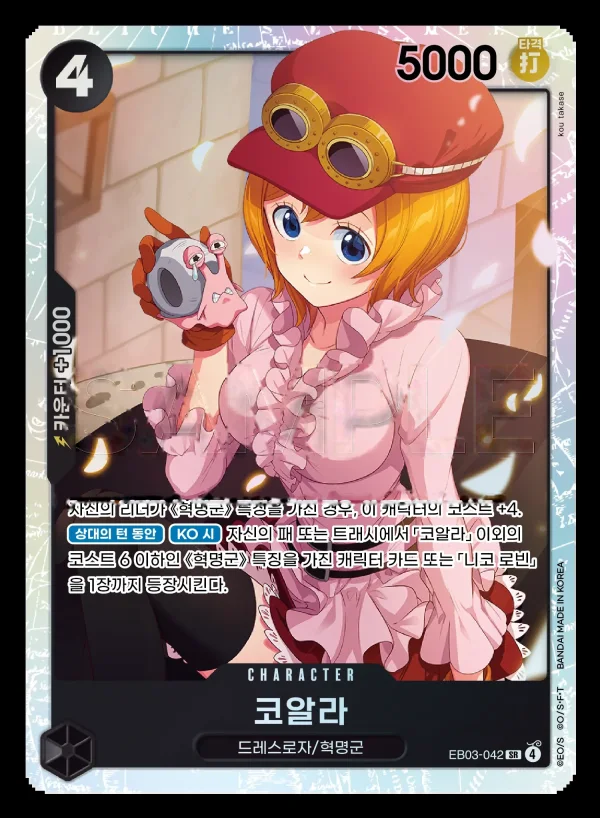 4
5000
타격
打
kou takase
카운터 +1000
SAMPLE
자신의 리더가 《혁명군》 특징을 가진 경우, 이 캐릭터의 코스트 +4.
상대의 턴 동안 KO 시 자신의 패 또는 트래시에서 「코알라」 이외의
코스트 6 이하인 《혁명군》 특징을 가진 캐릭터 카드 또는 「니코 로빈」
을 1장까지 등장시킨다.
CHARACTER
코알라
드레스로자/혁명군
EB03-042 SR 4
©EO/S ©O/S·F·T BANDAI MADE IN KOREA